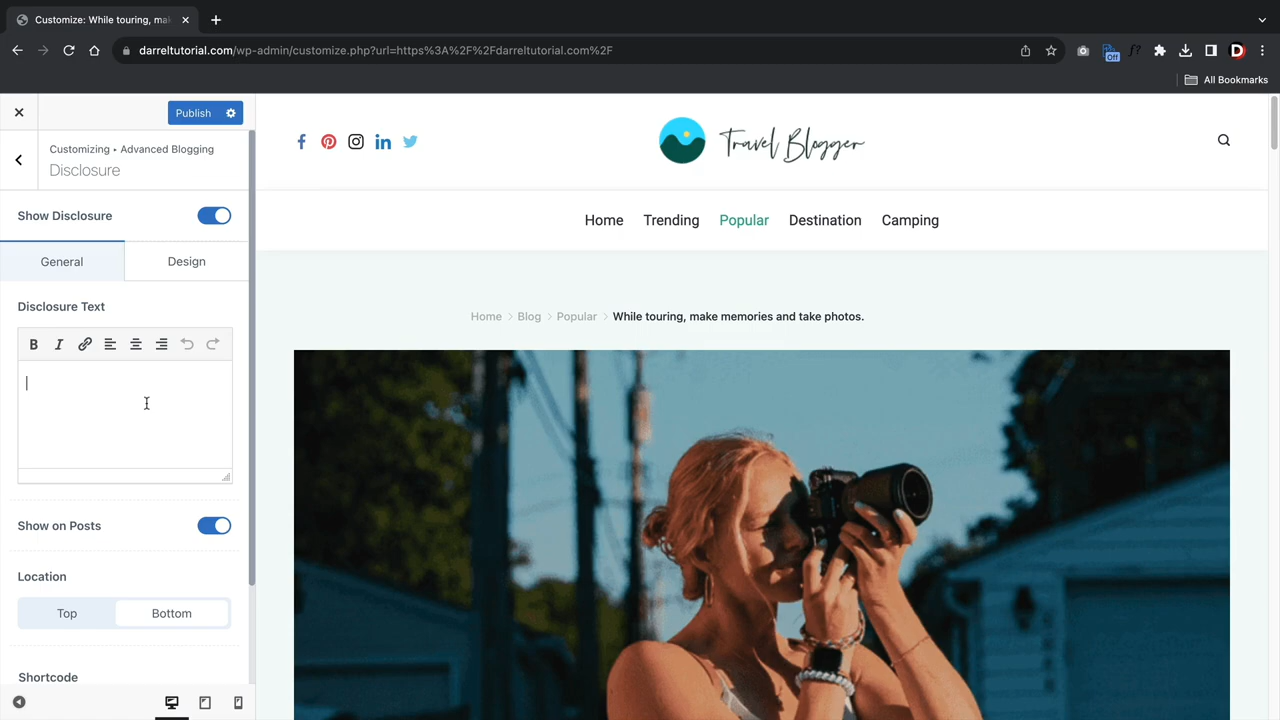 Customize: While touring, mak
darreltutorial.com/wp-admin/customize.php?url=https%3A%2F%2Fdarreltutorial.com%2F
f?
Off
D
All Bookmarks
Publish
Customizing • Advanced Blogging
Disclosure
Show Disclosure
General
Design
Disclosure Text
B I
Show on Posts
Location
Top
Bottom
Shortcode
Travel Blogger
Home
Trending
Popular
Destination
Camping
Home > Blog > Popular > While touring, make memories and take photos.